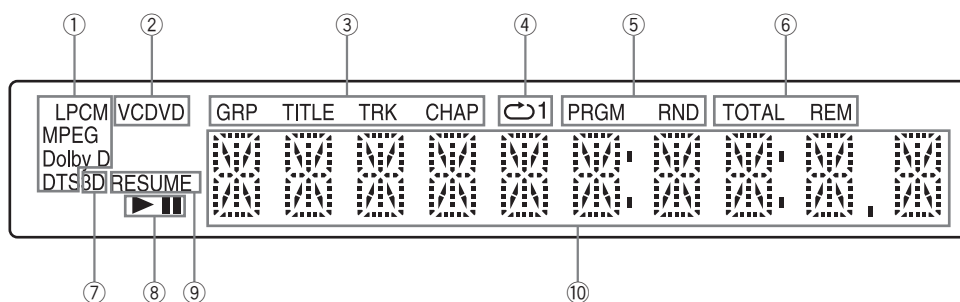 ① ② ③ ④ ⑤ ⑥
LPCM VCDVD GRP TITLE TRK CHAP 1 PRGM RND TOTAL REM
MPEG
Dolby D
DTS 3D RESUME
⑦ ⑧ ⑨ ⑩